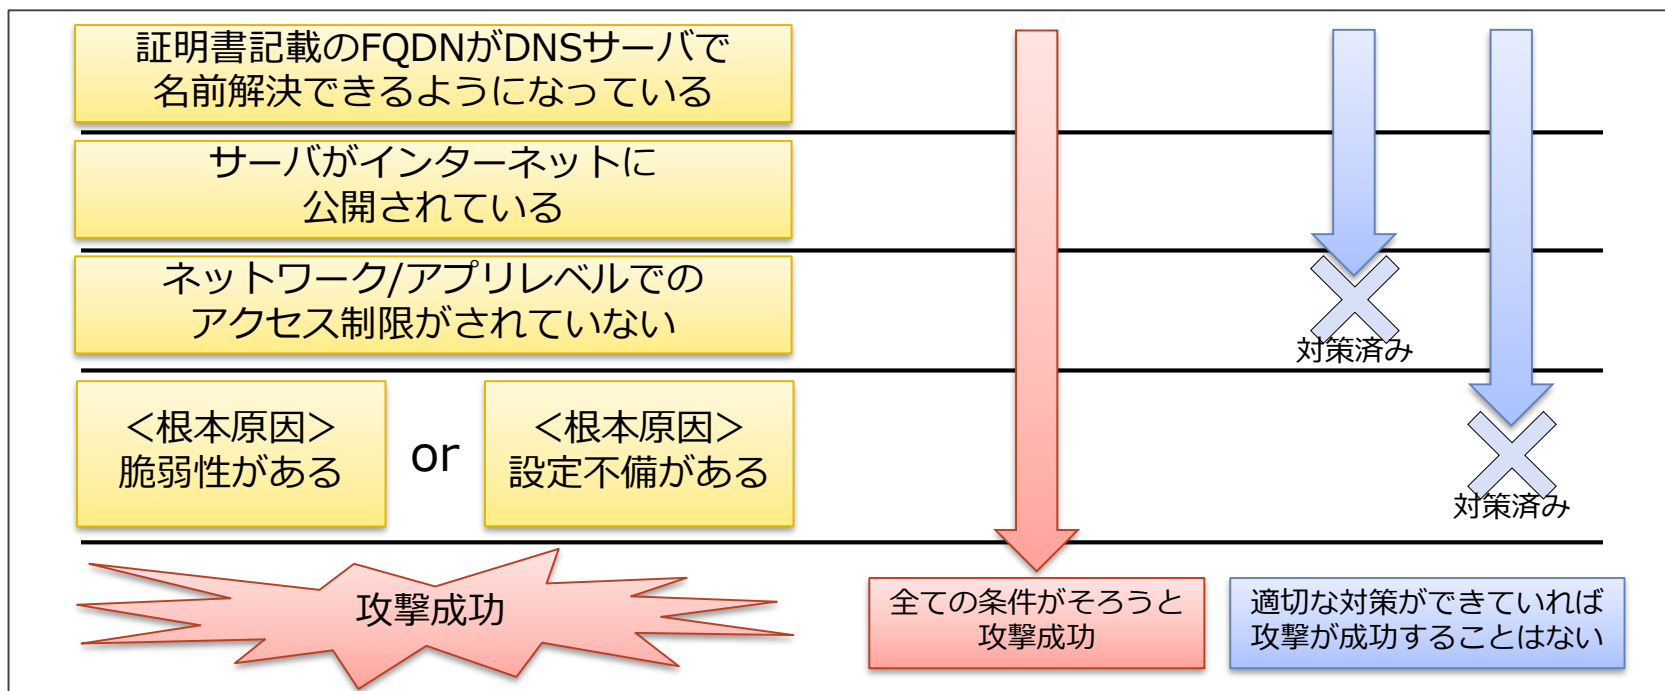 証明書記載のFQDNがDNSサーバで
名前解決できるようになっている
サーバがインターネットに
公開されている
ネットワーク/アプリレベルでの
アクセス制限がされていない
対策済み
＜根本原因＞
脆弱性がある
or
＜根本原因＞
設定不備がある
対策済み
攻撃成功
全ての条件がそろうと
攻撃成功
適切な対策ができていれば
攻撃が成功することはない